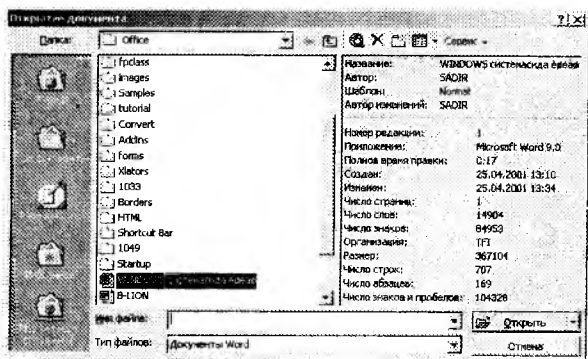 Открытие документа
Папка: Office Сервис
fpclass
images
Samples
tutorial
Convert
Addins
forms
Xlators
1033
Borders
HTML
Shortcut Bar
1049
Startup
B-LION
Название: WINDOWS системасида
Автор: SADIR
Шаблон: Normal
Автор изменений: SADIR
Номер редакции: 1
Приложение: Microsoft Word 9.0
Полное время правки: 0:17
Создан: 25.04.2001 13:10
Изменен: 25.04.2001 13:34
Число страниц: 1
Число слов: 14904
Число знаков: 84953
Организация: TFI
Размер: 367104
Число строк: 707
Число абзацев: 169
Число знаков и пробелов: 104328
Имя файла: Открыть
Тип файлов: Документы Word Отмена